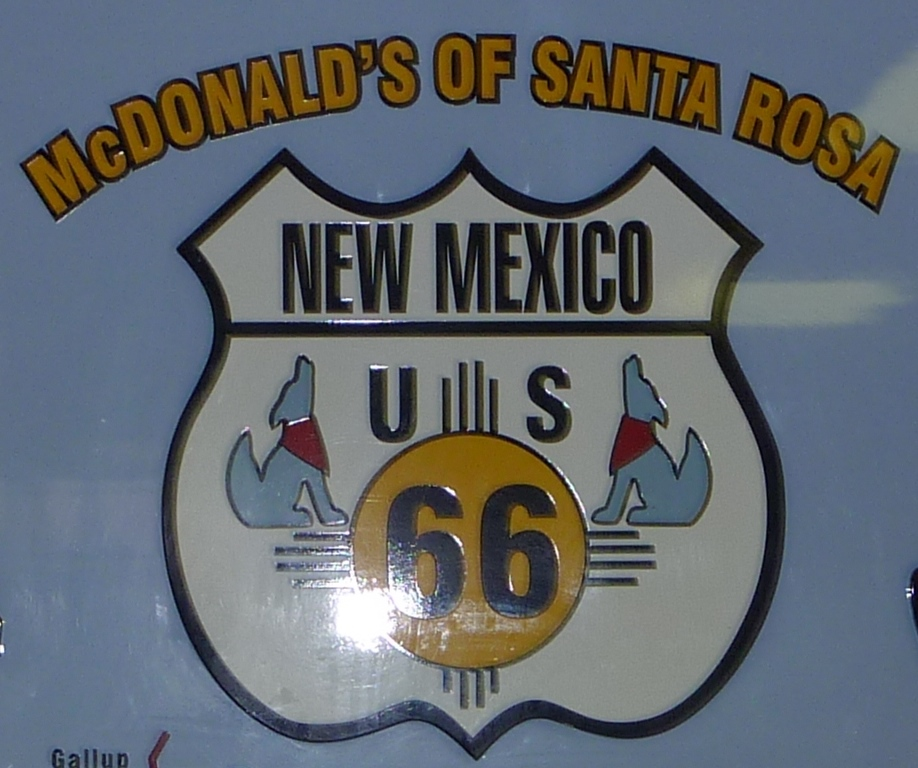 McDONALD'S OF SANTA ROSA
NEW MEXICO
U S
66
Gallup